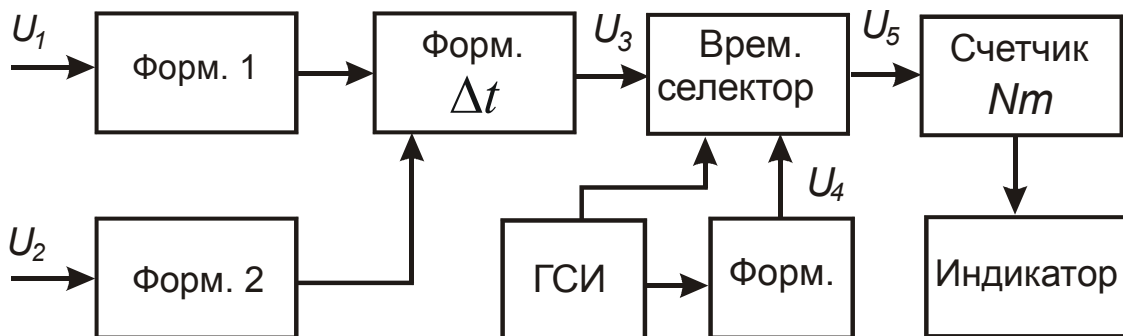 U1
Форм. 1
Форм.
Δt
U3
Врем.
селектор
U5
Счетчик
Nm
U2
Форм. 2
ГСИ
Форм.
U4
Индикатор